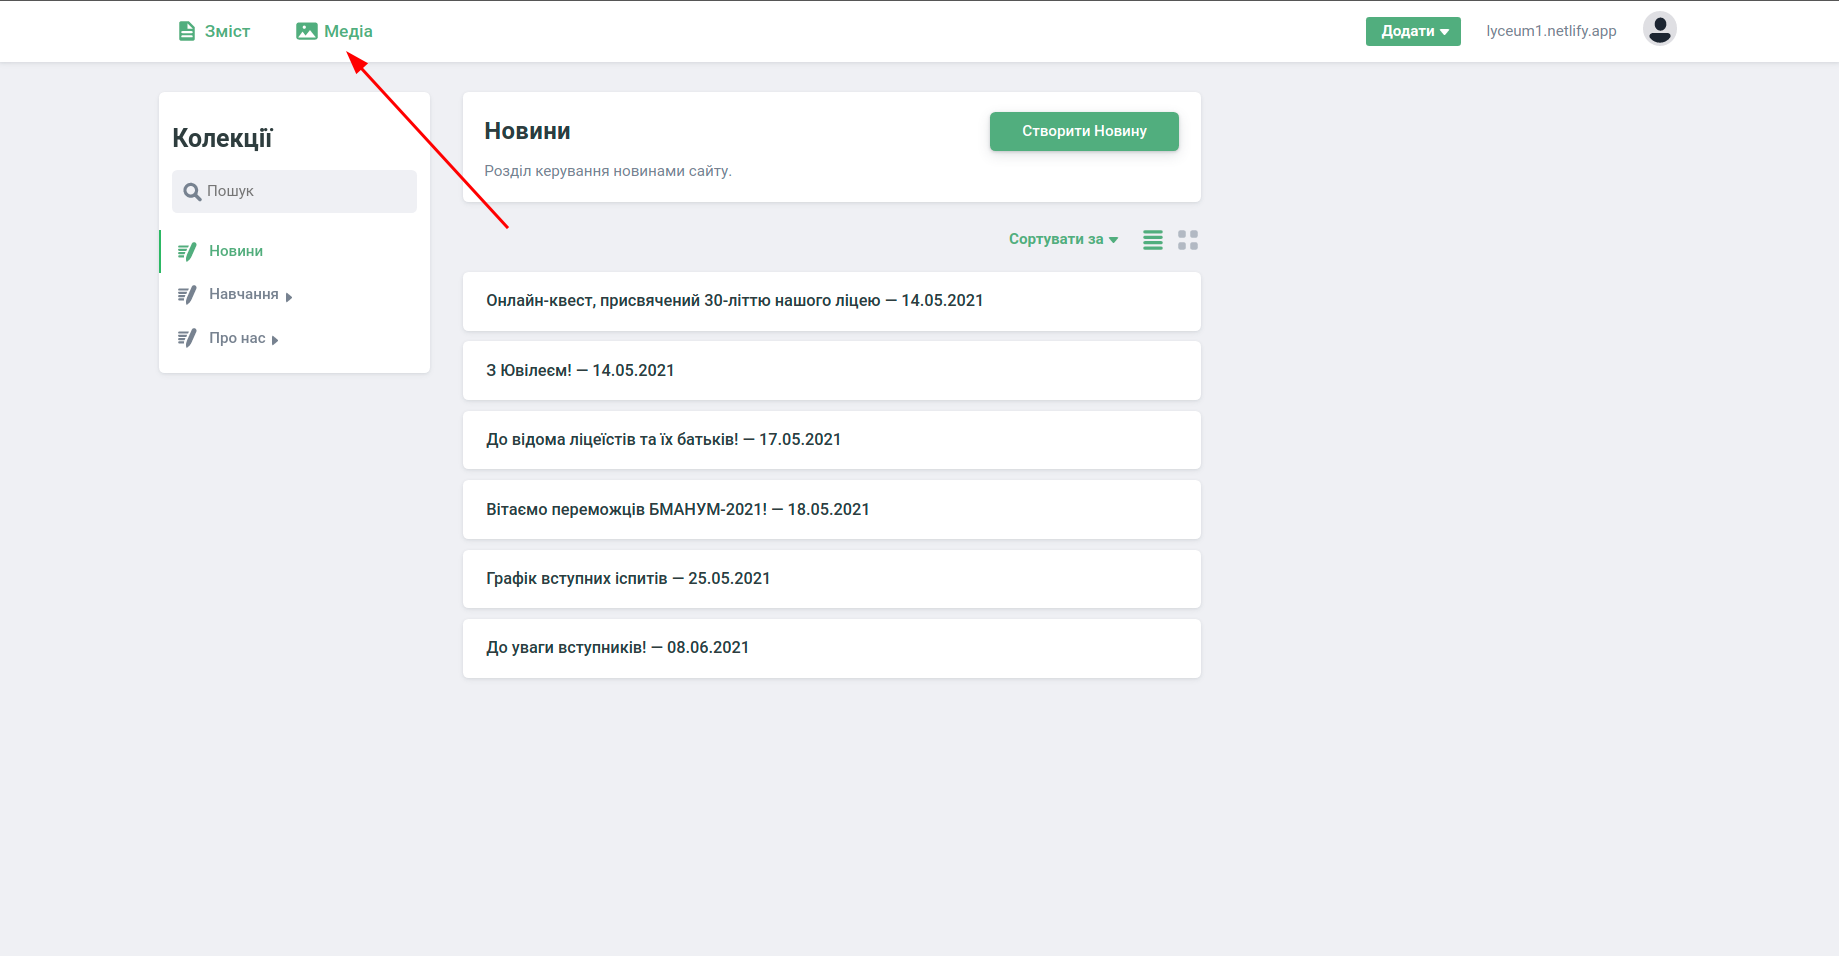 Зміст
Медіа
Додати
lyceum1.netlify.app
Колекції
Пошук
Новини
Навчання
Про нас
Новини
Створити Новину
Розділ керування новинами сайту.
Сортувати за
Онлайн-квест, присвячений 30-літтю нашого ліцею — 14.05.2021
З Ювілеєм! — 14.05.2021
До відома ліцеїстів та їх батьків! — 17.05.2021
Вітаємо переможців БМАНУМ-2021! — 18.05.2021
Графік вступних іспитів — 25.05.2021
До уваги вступників! — 08.06.2021